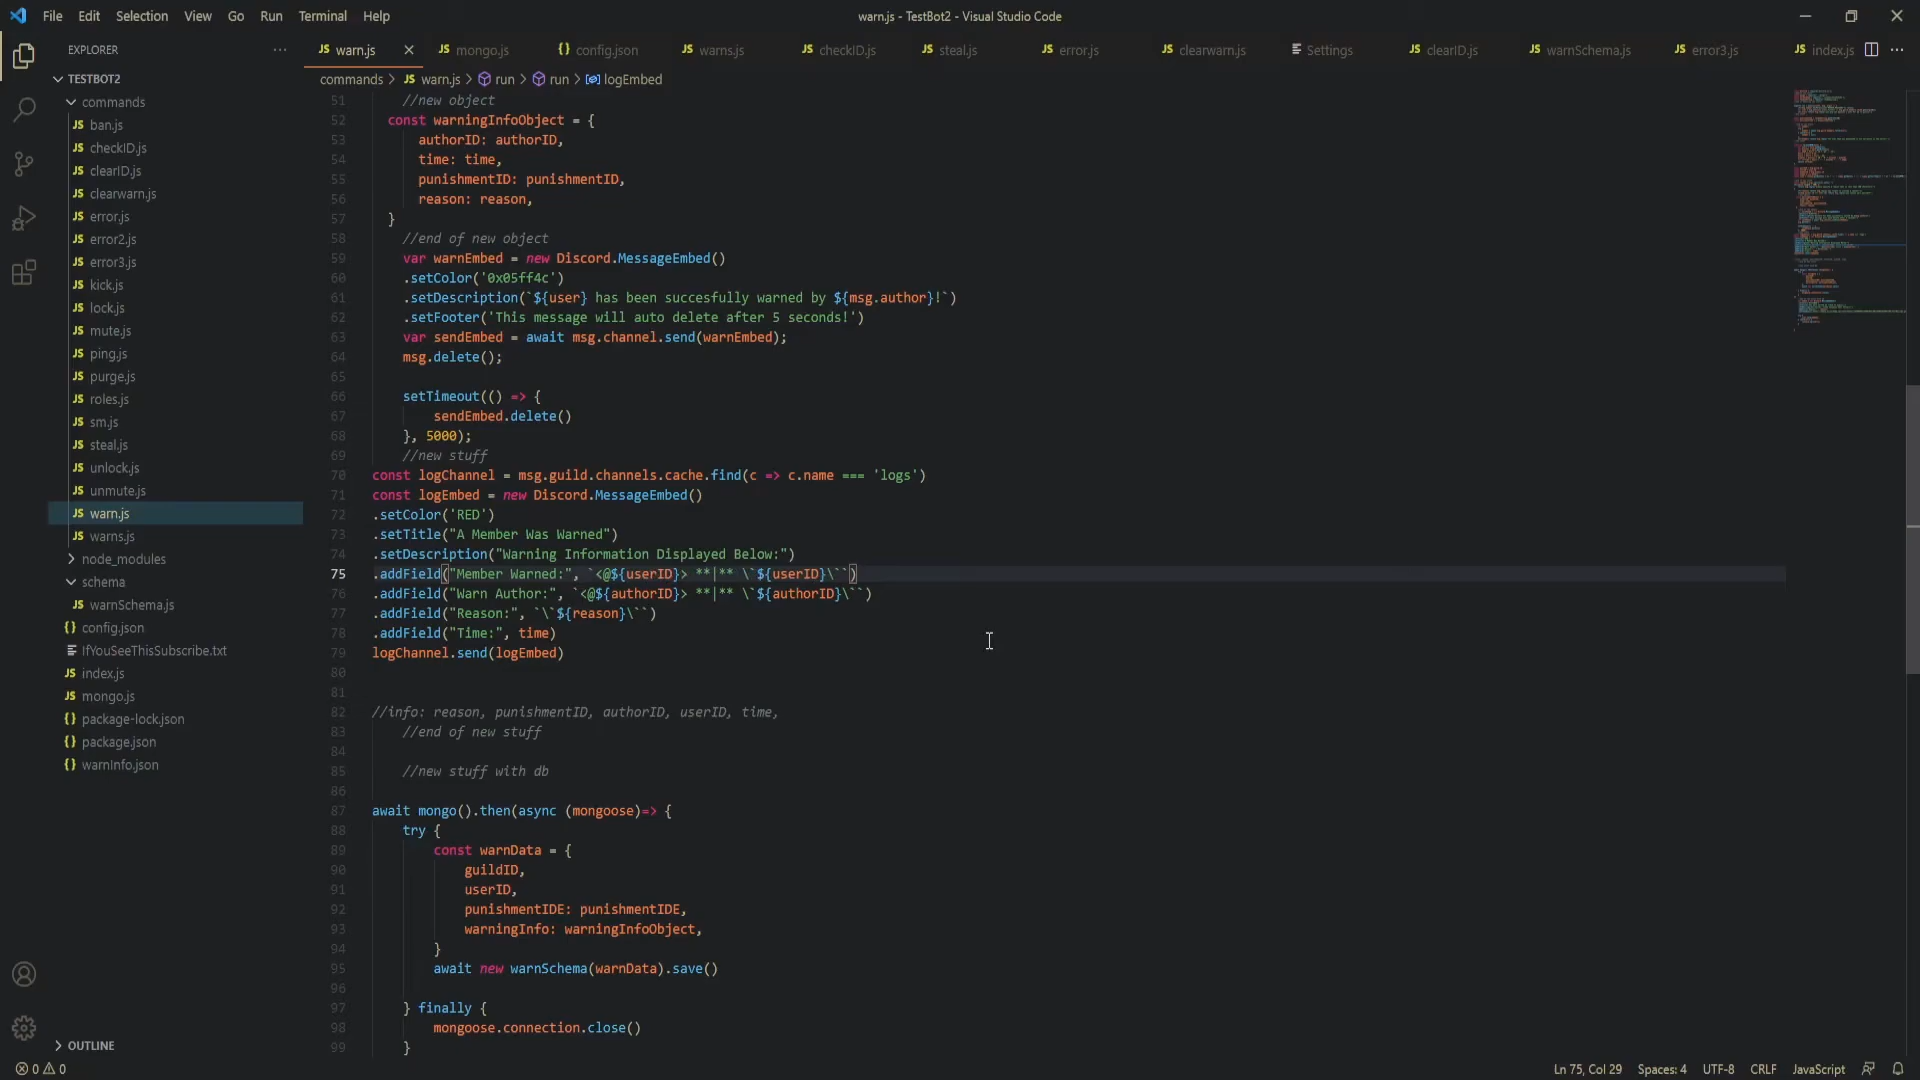 File Edit Selection View Go Run Terminal Help
warn.js - TestBot2 - Visual Studio Code
EXPLORER
JS warn.js
JS mongo.js
{} config.json
JS warns.js
JS checkID.js
JS steal.js
JS error.js
JS clearwarn.js
Settings
JS clearID.js
JS warnSchema.js
JS error3.js
JS index.js
TESTBOT2
commands
JS ban.js
JS checkID.js
JS clearID.js
JS clearwarn.js
JS error.js
JS error2.js
JS error3.js
JS kick.js
JS lock.js
JS mute.js
JS ping.js
JS purge.js
JS roles.js
JS sm.js
JS steal.js
JS unlock.js
JS unmute.js
JS warn.js
JS warns.js
node_modules
schema
JS warnSchema.js
{} config.json
IfYouSeeThisSubscribe.txt
JS index.js
JS mongo.js
{} package-lock.json
{} package.json
{} warnInfo.json
OUTLINE
commands > JS warn.js > run > run > logEmbed
51 //new object
52 const warningInfoObject = {
53 authorID: authorID,
54 time: time,
55 punishmentID: punishmentID,
56 reason: reason,
57 }
58 //end of new object
59 var warnEmbed = new Discord.MessageEmbed()
60 .setColor('0x05ff4c')
61 .setDescription(`${user} has been succesfully warned by ${msg.author}!`)
62 .setFooter('This message will auto delete after 5 seconds!')
63 var sendEmbed = await msg.channel.send(warnEmbed);
64 msg.delete();
65
66 setTimeout(() => {
67 sendEmbed.delete()
68 }, 5000);
69 //new stuff
70 const logChannel = msg.guild.channels.cache.find(c => c.name === 'logs')
71 const logEmbed = new Discord.MessageEmbed()
72 .setColor('RED')
73 .setTitle("A Member Was Warned")
74 .setDescription("Warning Information Displayed Below:")
75 .addField("Member Warned:", `<@${userID}> **|** \`${userID}\``)
76 .addField("Warn Author:", `<@${authorID}> **|** \`${authorID}\``)
77 .addField("Reason:", `\`${reason}\``)
78 .addField("Time:", time)
79 logChannel.send(logEmbed)
80
81
82 //info: reason, punishmentID, authorID, userID, time,
83 //end of new stuff
84
85 //new stuff with db
86
87 await mongo().then(async (mongoose)=> {
88 try {
89 const warnData = {
90 guildID,
91 userID,
92 punishmentIDE: punishmentIDE,
93 warningInfo: warningInfoObject,
94 }
95 await new warnSchema(warnData).save()
96
97 } finally {
98 mongoose.connection.close()
99 }
0 0
Ln 75, Col 29 Spaces: 4 UTF-8 CRLF JavaScript